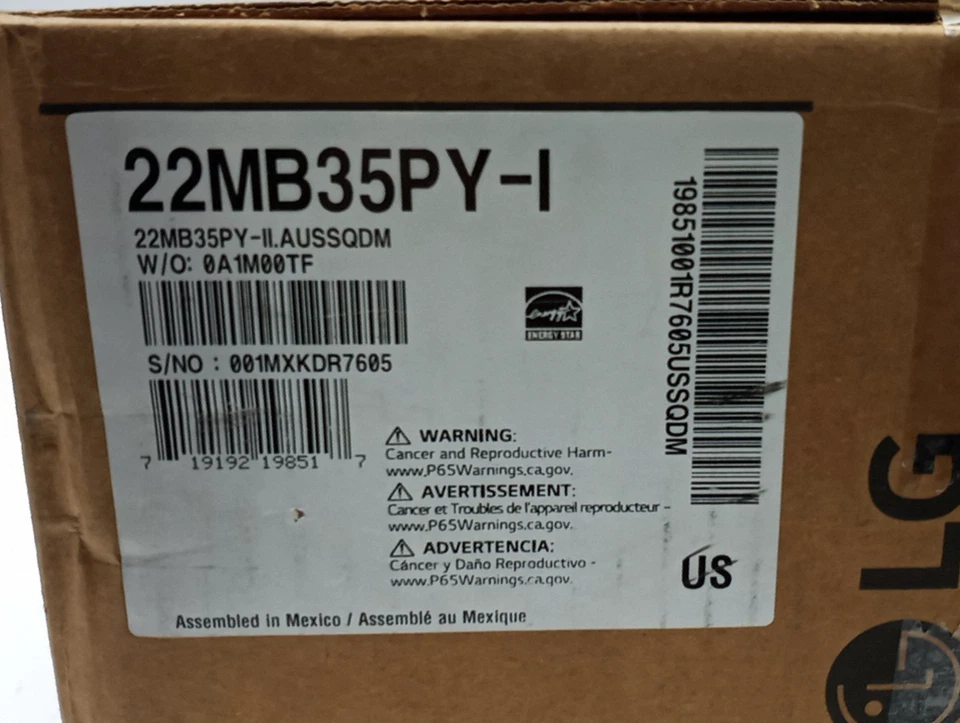 22MB35PY-I
22MB35PY-II.AUSSQDM
W/O: 0A1M00TF
S/NO : 001MXKDR7605
7 19192 19851 7
energy
ENERGY STAR
⚠ WARNING:
Cancer and Reproductive Harm-
www.P65Warnings.ca.gov.
⚠ AVERTISSEMENT:
Cancer et Troubles de l'appareil reproducteur -
www.P65Warnings.ca.gov.
⚠ ADVERTENCIA:
Cáncer y Daño Reproductivo -
www.P65Warnings.ca.gov.
Assembled in Mexico / Assemblé au Mexique
19851001R7605USSQDM
US
LG